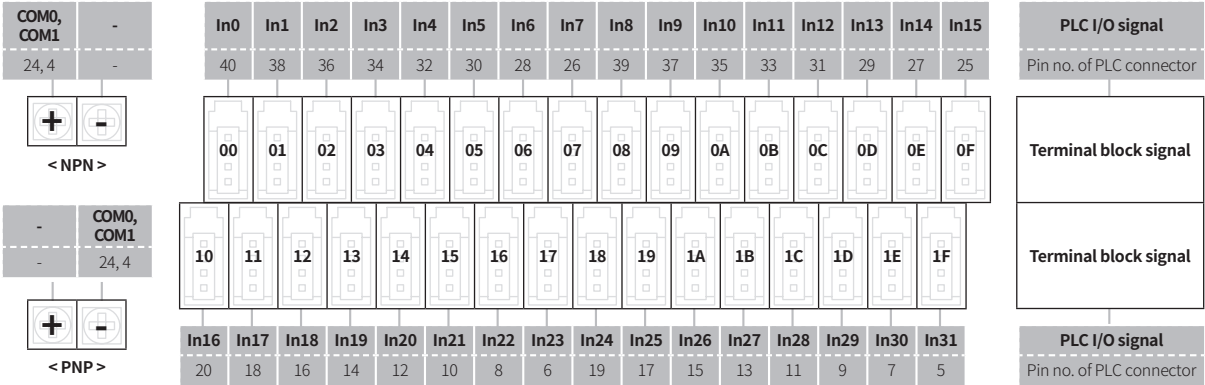 COM0, COM1 -
24, 4 -
+ -
< NPN >
In0 In1 In2 In3 In4 In5 In6 In7 In8 In9 In10 In11 In12 In13 In14 In15
40 38 36 34 32 30 28 26 39 37 35 33 31 29 27 25
00 01 02 03 04 05 06 07 08 09 0A 0B 0C 0D 0E 0F
PLC I/O signal
Pin no. of PLC connector
Terminal block signal
- COM0, COM1
- 24, 4
+ -
< PNP >
10 11 12 13 14 15 16 17 18 19 1A 1B 1C 1D 1E 1F
In16 In17 In18 In19 In20 In21 In22 In23 In24 In25 In26 In27 In28 In29 In30 In31
20 18 16 14 12 10 8 6 19 17 15 13 11 9 7 5
Terminal block signal
PLC I/O signal
Pin no. of PLC connector